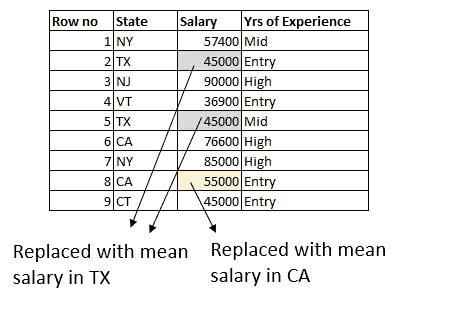 Row no State Salary Yrs of Experience
1 NY 57400 Mid
2 TX 45000 Entry
3 NJ 90000 High
4 VT 36900 Entry
5 TX 45000 Mid
6 CA 76600 High
7 NY 85000 High
8 CA 55000 Entry
9 CT 45000 Entry
Replaced with mean
salary in TX
Replaced with mean
salary in CA